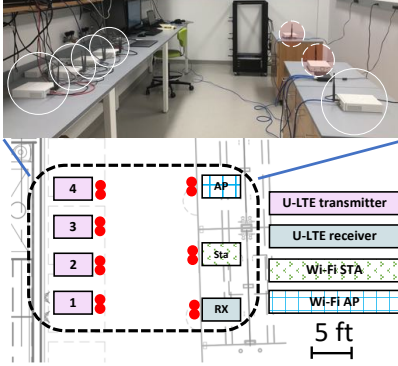 4
AP
U-LTE transmitter
3
U-LTE receiver
2
Sta
Wi-Fi STA
1
RX
Wi-Fi AP
5 ft